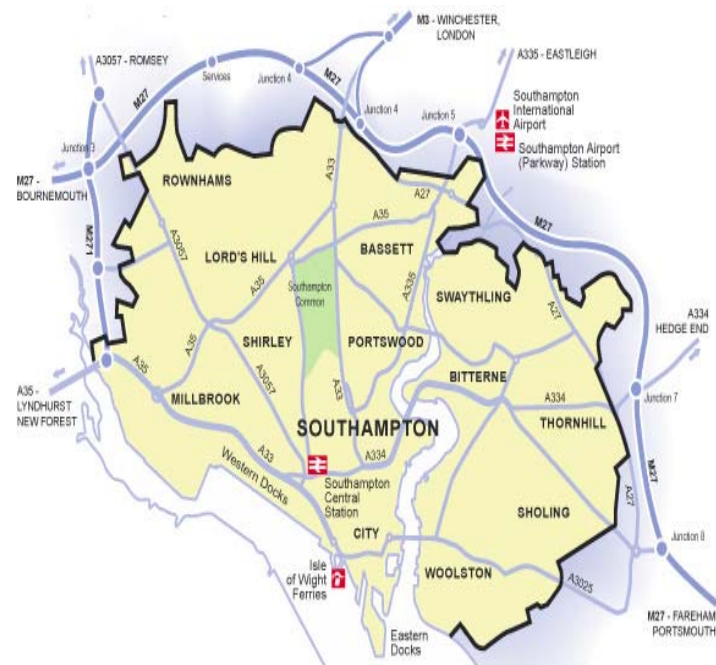 M3 - WINCHESTER,
LONDON
A3057 - ROMSEY
A335 - EASTLEIGH
Services
Junction 4
M27
M27
M27
Junction 4
Junction 5
Southampton
International
Airport
Southampton Airport
(Parkway) Station
Junction 3
M27 -
BOURNEMOUTH
ROWNHAMS
A33
A27
M27
M271
A3057
LORD'S HILL
A35
BASSETT
A35
Southampton
Common
A335
SWAYTHLING
A27
A334
HEDGE END
SHIRLEY
PORTSWOOD
A35
A35
BITTERNE
A35 -
LYNDHURST
NEW FOREST
MILLBROOK
A3057
A33
A334
THORNHILL
Junction 7
SOUTHAMPTON
A33
A334
Western Docks
Southampton
Central
Station
M27
A27
SHOLING
CITY
Junction 8
Isle
of Wight
Ferries
WOOLSTON
A3025
Eastern
Docks
M27 - FAREHAM
PORTSMOUTH